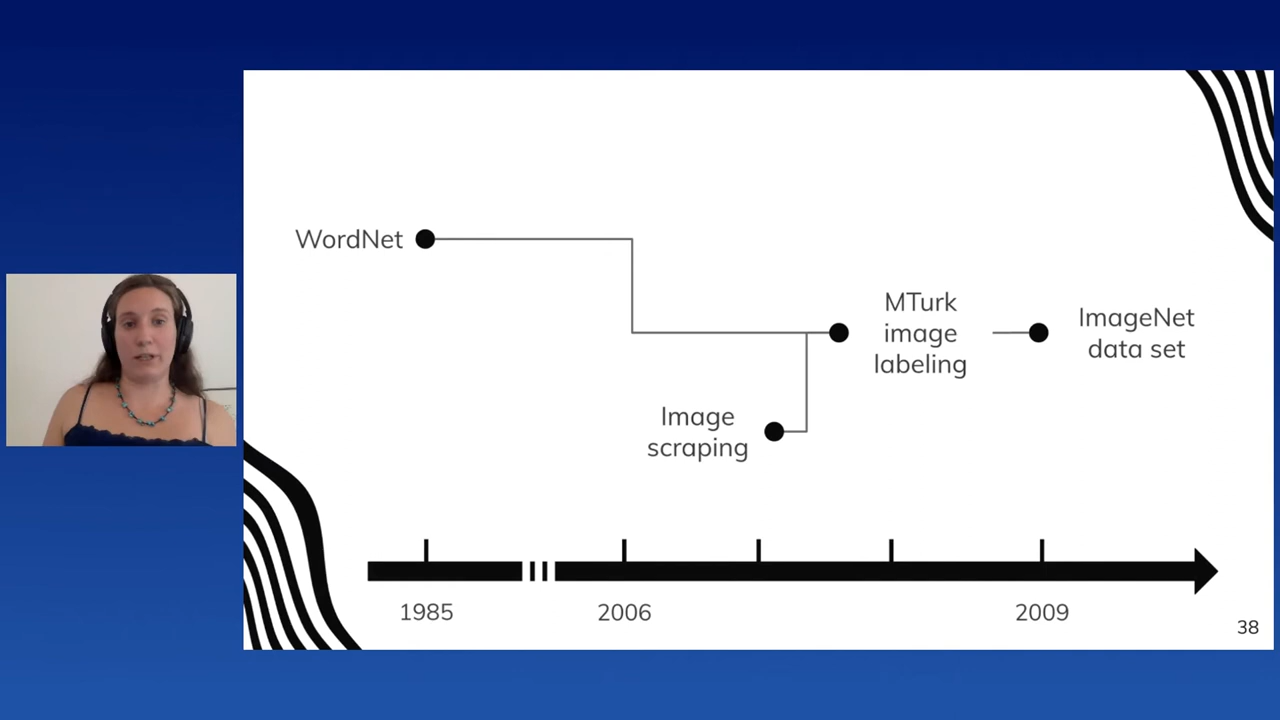 WordNet
MTurk
image
labeling
ImageNet
data set
Image
scraping
1985
2006
2009
38